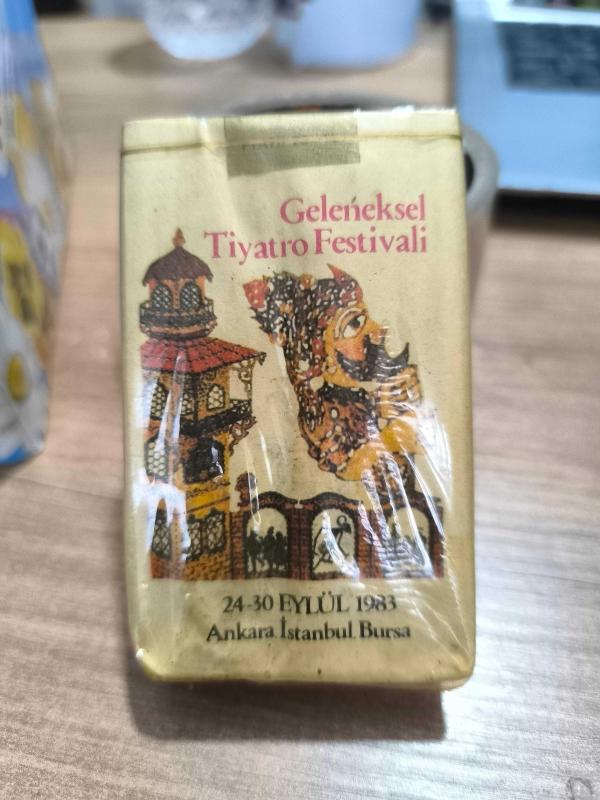 Geleneksel
Tiyatro Festivali
24-30 EYLÜL 1983
Ankara, İstanbul, Bursa